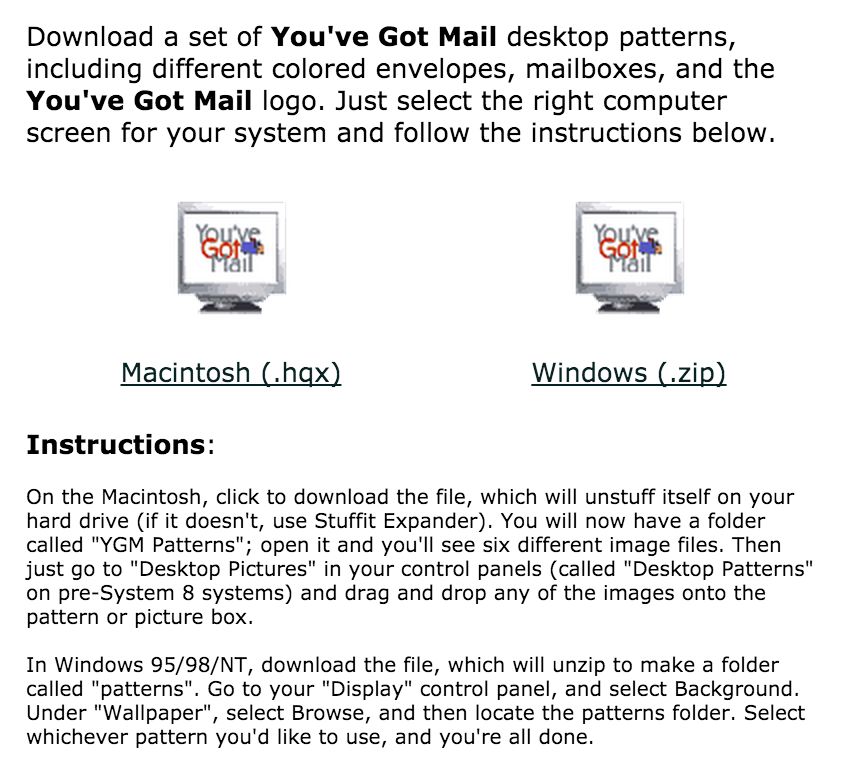 Download a set of You've Got Mail desktop patterns,
including different colored envelopes, mailboxes, and the
You've Got Mail logo. Just select the right computer
screen for your system and follow the instructions below.
You've
Got
Mail
You've
Got
Mail
Macintosh (.hqx)
Windows (.zip)
Instructions:
On the Macintosh, click to download the file, which will unstuff itself on your
hard drive (if it doesn't, use Stuffit Expander). You will now have a folder
called "YGM Patterns"; open it and you'll see six different image files. Then
just go to "Desktop Pictures" in your control panels (called "Desktop Patterns"
on pre-System 8 systems) and drag and drop any of the images onto the
pattern or picture box.
In Windows 95/98/NT, download the file, which will unzip to make a folder
called "patterns". Go to your "Display" control panel, and select Background.
Under "Wallpaper", select Browse, and then locate the patterns folder. Select
whichever pattern you'd like to use, and you're all done.